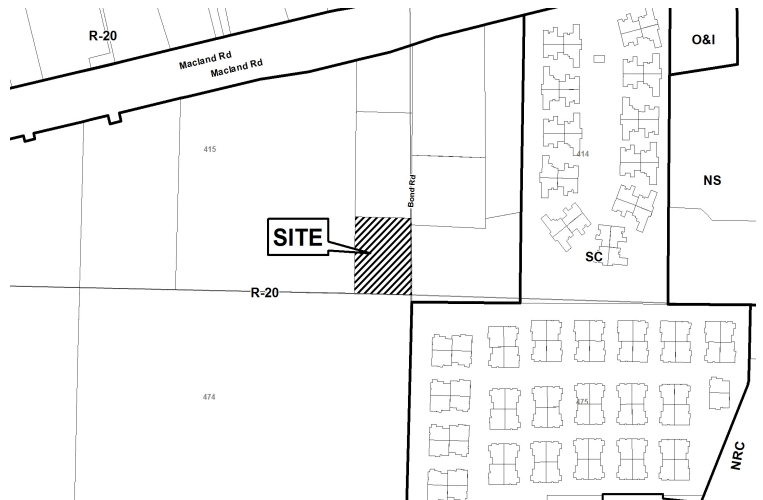 R-20
O&I
Macland Rd
Macland Rd
415
414
NS
Bond Rd
SITE
SC
R-20
474
475
NRC